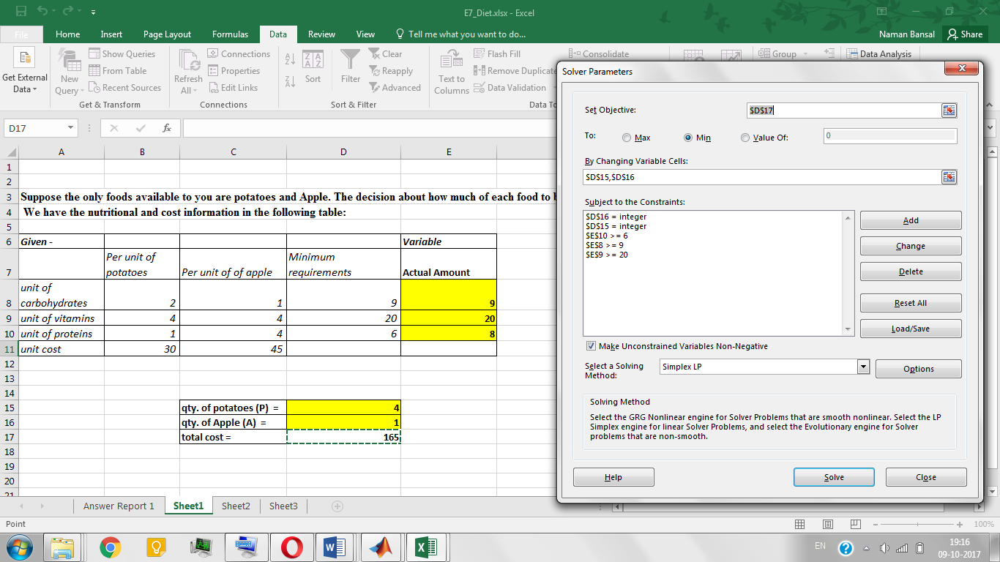 E7_Diet.xlsx - Excel
File Home Insert Page Layout Formulas Data Review View Tell me what you want to do... Naman Bansal Share
Get External Data
New Query
Show Queries
From Table
Recent Sources
Get & Transform
Refresh All
Connections
Properties
Edit Links
Connections
Sort
Filter
Clear
Reapply
Advanced
Sort & Filter
Text to Columns
Flash Fill
Remove Duplicate
Data Validation
Consolidate
Data To
Group
Data Analysis
D17
fx
A B C D E
1
2
3 Suppose the only foods available to you are potatoes and Apple. The decision about how much of each food to
4 We have the nutritional and cost information in the following table:
5
6 Given - Variable
7 Per unit of potatoes Per unit of of apple Minimum requirements Actual Amount
8 unit of carbohydrates 2 1 9 9
9 unit of vitamins 4 4 20 20
10 unit of proteins 1 4 6 8
11 unit cost 30 45
12
13
14
15 qty. of potatoes (P) = 4
16 qty. of Apple (A) = 1
17 total cost = 165
18
19
20
21
Answer Report 1 Sheet1 Sheet2 Sheet3
Point
100%
Solver Parameters
Set Objective: $D$17
To: Max Min Value Of: 0
By Changing Variable Cells:
$D$15,$D$16
Subject to the Constraints:
$D$16 = integer
$D$15 = integer
$E$10 >= 6
$E$8 >= 9
$E$9 >= 20
Add
Change
Delete
Reset All
Load/Save
Make Unconstrained Variables Non-Negative
Select a Solving Method: Simplex LP
Options
Solving Method
Select the GRG Nonlinear engine for Solver Problems that are smooth nonlinear. Select the LP
Simplex engine for linear Solver Problems, and select the Evolutionary engine for Solver
problems that are non-smooth.
Help Solve Close
EN
19:16
09-10-2017